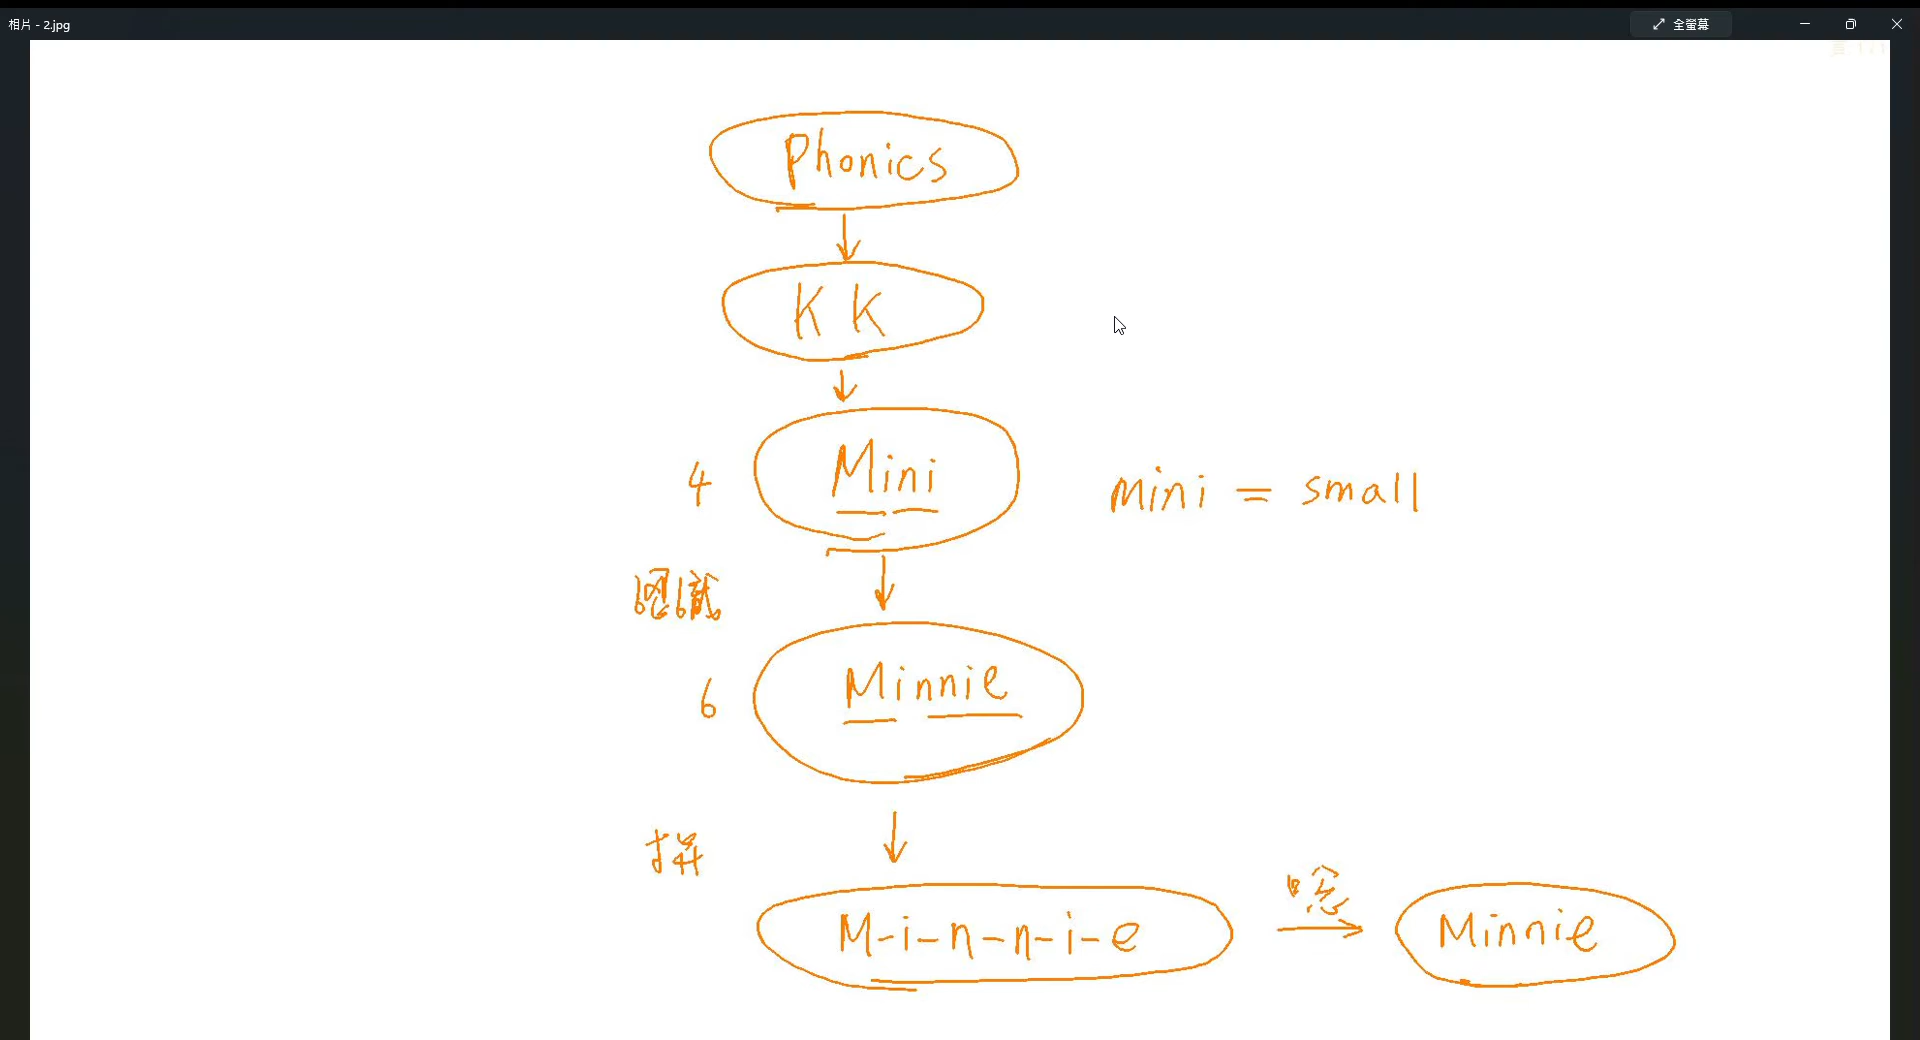 相片 - 2.jpg
全螢幕
Phonics
KK
4 Mini mini = small
認識
6 Minnie
拼
M-i-n-n-i-e 唸 Minnie